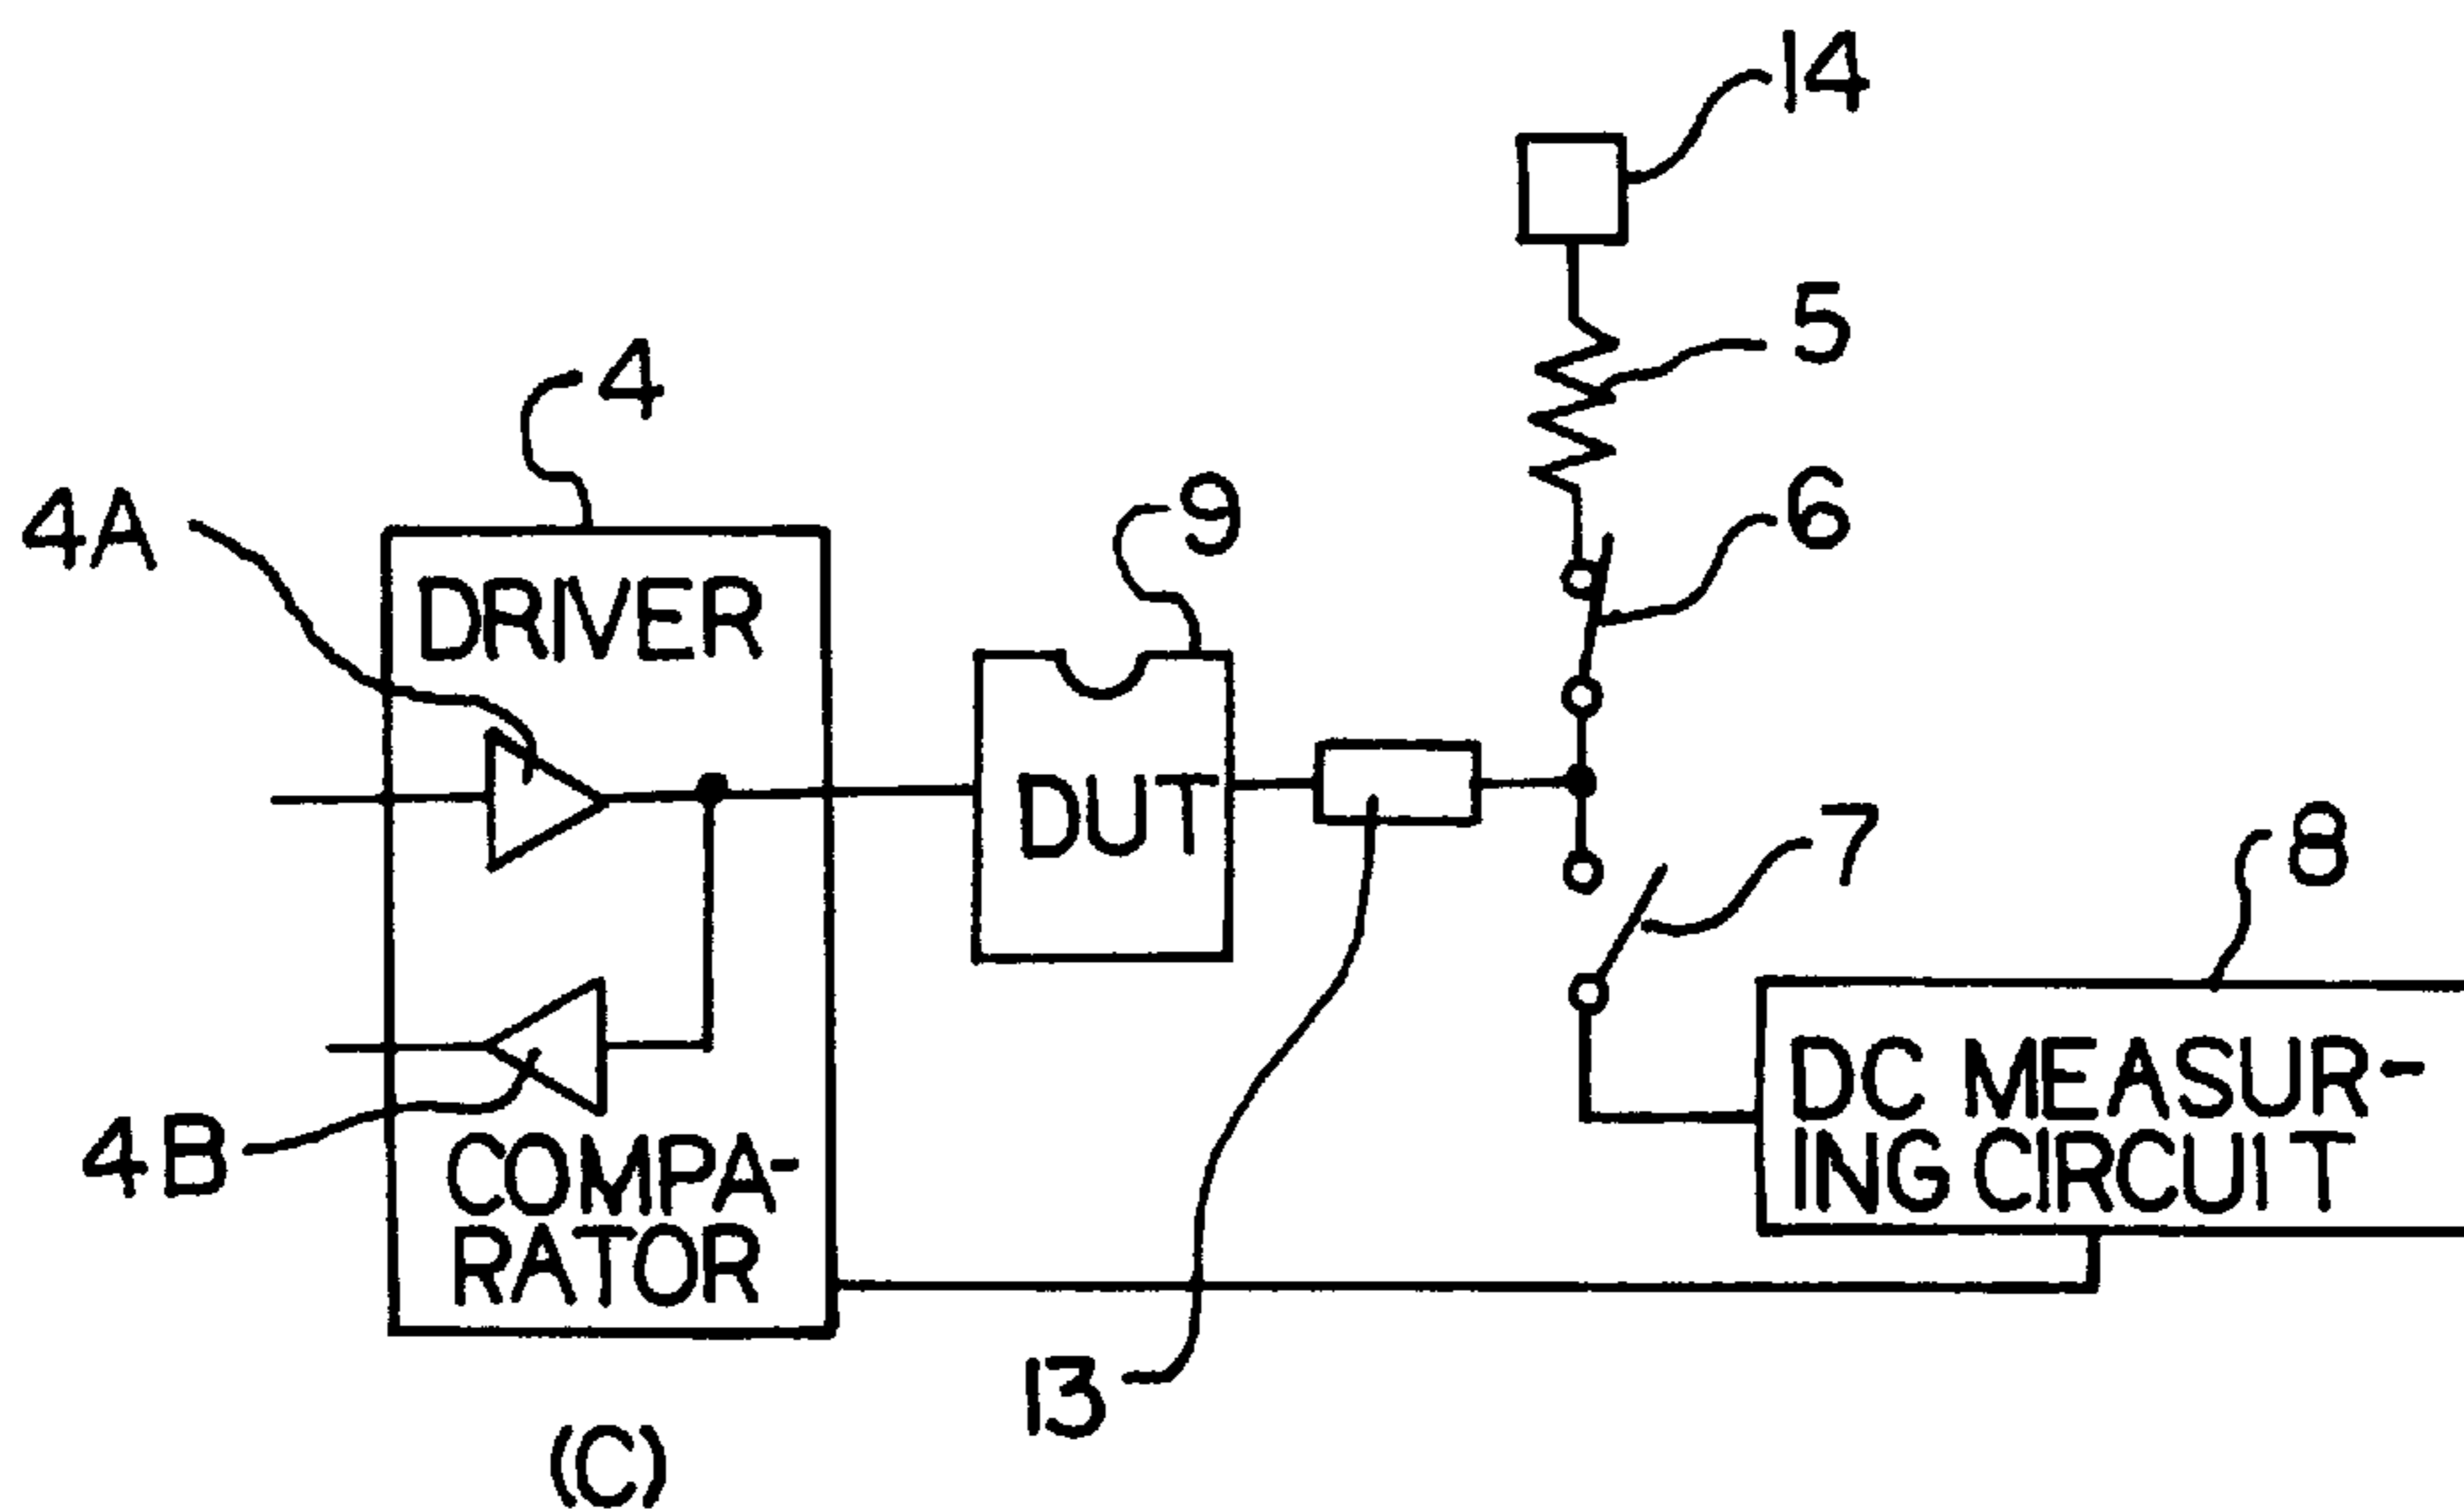 14
5
4
6
9
4A
DRIVER
DUT
7
8
DC MEASUR-
ING CIRCUIT
4B
COMPA-
RATOR
13
(C)